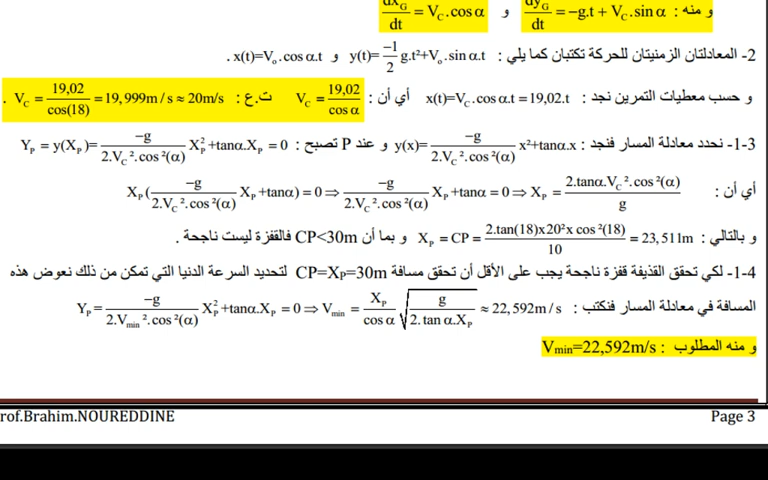 و منه : dx_G/dt = V_C.cos α و dy_G/dt = −g.t + V_C.sin α
2- المعادلتان الزمنيتان للحركة تكتبان كما يلي : y(t)= −1/2 g.t²+V₀.sin α.t و x(t)=V₀.cos α.t .
و حسب معطيات التمرين نجد : x(t)=V_C.cos α.t = 19,02.t أي أن : V_C = 19,02/cos α ت.ع : V_C = 19,02/cos(18) = 19,999m/s ≈ 20m/s .
1-3- نحدد معادلة المسار فنجد : y(x)= −g/2.V_C².cos²(α) x²+tanα.x و عند P تصبح : Y_P = y(X_P)= −g/2.V_C².cos²(α) X_P²+tanα.X_P = 0
أي أن : X_P(−g/2.V_C².cos²(α) X_P +tanα) = 0 ⇒ −g/2.V_C².cos²(α) X_P +tanα = 0 ⇒ X_P = 2.tanα.V_C².cos²(α)/g
و بالتالي : X_P = CP = 2.tan(18)x20²x cos²(18)/10 = 23,511m و بما أن CP<30m فالقفزة ليست ناجحة .
1-4- لكي تحقق القذيفة قفزة ناجحة يجب على الأقل أن تحقق مسافة CP=X_P=30m لتحديد السرعة الدنيا التي تمكن من ذلك نعوض هذه
المسافة في معادلة المسار فنكتب : Y_P= −g/2.V_min².cos²(α) X_P²+tanα.X_P = 0 ⇒ V_min = X_P/cos α √(g/2.tan α.X_P) ≈ 22,592m/s
و منه المطلوب : Vmin=22,592m/s
rof.Brahim.NOUREDDINE Page 3